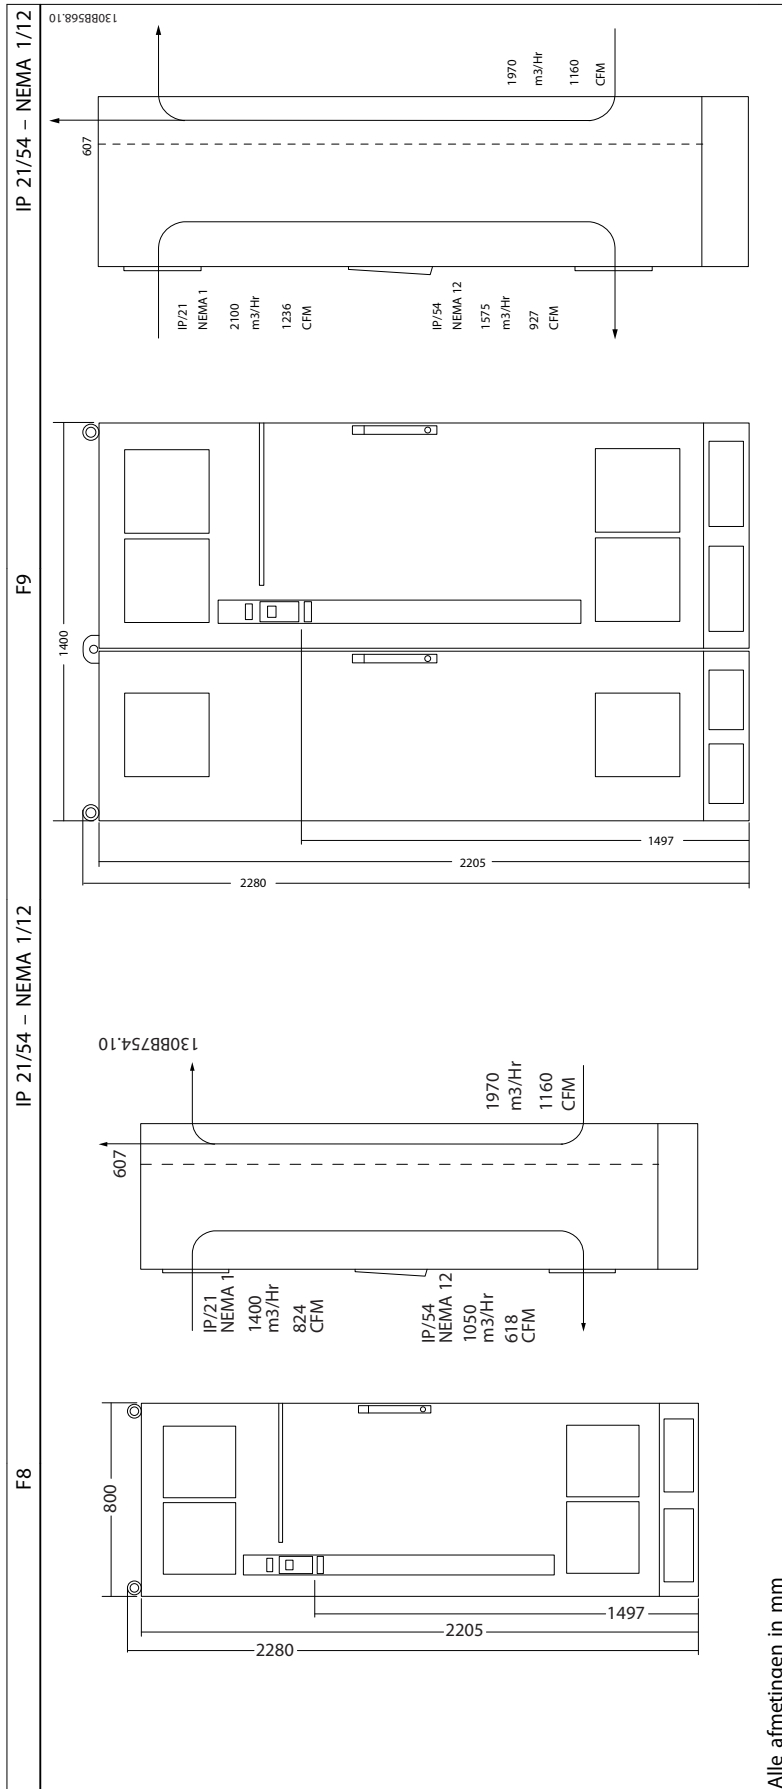 F8
IP 21/54 – NEMA 1/12
F9
IP 21/54 – NEMA 1/12
800
2280
2205
1497
IP/21
NEMA 1
1400
m3/Hr
824
CFM
IP/54
NEMA 12
1050
m3/Hr
618
CFM
607
1970
m3/Hr
1160
CFM
130BB754.10
1400
2280
2205
1497
IP/21
NEMA 1
2100
m3/Hr
1236
CFM
IP/54
NEMA 12
1575
m3/Hr
927
CFM
607
1970
m3/Hr
1160
CFM
130BB568.10
Alle afmetingen in mm